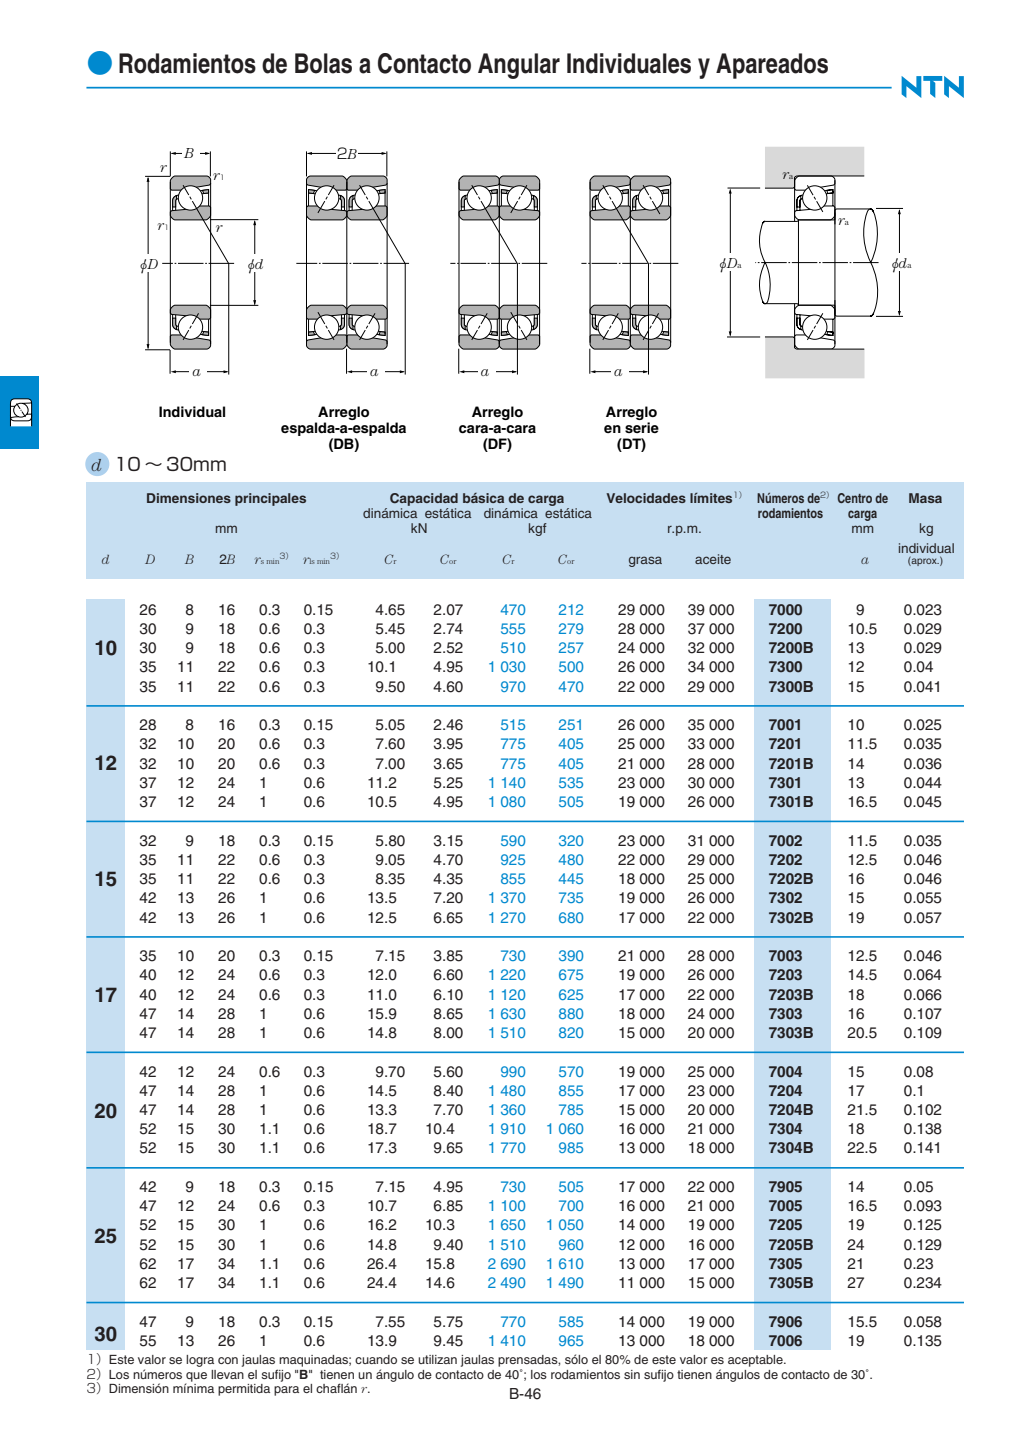 Rodamientos de Bolas a Contacto Angular Individuales y Apareados
NTN
B 2B
r r1 ra
r1 r ra
φD φd φDa φda
a a a a
Individual Arreglo espalda-a-espalda (DB) Arreglo cara-a-cara (DF) Arreglo en serie (DT)
d 10～30mm
Dimensiones principales Capacidad básica de carga Velocidades límites1) Números de2) rodamientos Centro de carga Masa
dinámica estática dinámica estática
mm kN kgf r.p.m. mm kg
individual
d D B 2B rs min3) r1s min3) Cr Cor Cr Cor grasa aceite a (aprox.)
26 8 16 0.3 0.15 4.65 2.07 470 212 29 000 39 000 7000 9 0.023
30 9 18 0.6 0.3 5.45 2.74 555 279 28 000 37 000 7200 10.5 0.029
10 30 9 18 0.6 0.3 5.00 2.52 510 257 24 000 32 000 7200B 13 0.029
35 11 22 0.6 0.3 10.1 4.95 1 030 500 26 000 34 000 7300 12 0.04
35 11 22 0.6 0.3 9.50 4.60 970 470 22 000 29 000 7300B 15 0.041
28 8 16 0.3 0.15 5.05 2.46 515 251 26 000 35 000 7001 10 0.025
32 10 20 0.6 0.3 7.60 3.95 775 405 25 000 33 000 7201 11.5 0.035
12 32 10 20 0.6 0.3 7.00 3.65 775 405 21 000 28 000 7201B 14 0.036
37 12 24 1 0.6 11.2 5.25 1 140 535 23 000 30 000 7301 13 0.044
37 12 24 1 0.6 10.5 4.95 1 080 505 19 000 26 000 7301B 16.5 0.045
32 9 18 0.3 0.15 5.80 3.15 590 320 23 000 31 000 7002 11.5 0.035
35 11 22 0.6 0.3 9.05 4.70 925 480 22 000 29 000 7202 12.5 0.046
15 35 11 22 0.6 0.3 8.35 4.35 855 445 18 000 25 000 7202B 16 0.046
42 13 26 1 0.6 13.5 7.20 1 370 735 19 000 26 000 7302 15 0.055
42 13 26 1 0.6 12.5 6.65 1 270 680 17 000 22 000 7302B 19 0.057
35 10 20 0.3 0.15 7.15 3.85 730 390 21 000 28 000 7003 12.5 0.046
40 12 24 0.6 0.3 12.0 6.60 1 220 675 19 000 26 000 7203 14.5 0.064
17 40 12 24 0.6 0.3 11.0 6.10 1 120 625 17 000 22 000 7203B 18 0.066
47 14 28 1 0.6 15.9 8.65 1 630 880 18 000 24 000 7303 16 0.107
47 14 28 1 0.6 14.8 8.00 1 510 820 15 000 20 000 7303B 20.5 0.109
42 12 24 0.6 0.3 9.70 5.60 990 570 19 000 25 000 7004 15 0.08
47 14 28 1 0.6 14.5 8.40 1 480 855 17 000 23 000 7204 17 0.1
20 47 14 28 1 0.6 13.3 7.70 1 360 785 15 000 20 000 7204B 21.5 0.102
52 15 30 1.1 0.6 18.7 10.4 1 910 1 060 16 000 21 000 7304 18 0.138
52 15 30 1.1 0.6 17.3 9.65 1 770 985 13 000 18 000 7304B 22.5 0.141
42 9 18 0.3 0.15 7.15 4.95 730 505 17 000 22 000 7905 14 0.05
47 12 24 0.6 0.3 10.7 6.85 1 100 700 16 000 21 000 7005 16.5 0.093
52 15 30 1 0.6 16.2 10.3 1 650 1 050 14 000 19 000 7205 19 0.125
25 52 15 30 1 0.6 14.8 9.40 1 510 960 12 000 16 000 7205B 24 0.129
62 17 34 1.1 0.6 26.4 15.8 2 690 1 610 13 000 17 000 7305 21 0.23
62 17 34 1.1 0.6 24.4 14.6 2 490 1 490 11 000 15 000 7305B 27 0.234
47 9 18 0.3 0.15 7.55 5.75 770 585 14 000 19 000 7906 15.5 0.058
30 55 13 26 1 0.6 13.9 9.45 1 410 965 13 000 18 000 7006 19 0.135
1) Este valor se logra con jaulas maquinadas; cuando se utilizan jaulas prensadas, sólo el 80% de este valor es aceptable.
2) Los números que llevan el sufijo "B" tienen un ángulo de contacto de 40˚; los rodamientos sin sufijo tienen ángulos de contacto de 30˚.
3) Dimensión mínima permitida para el chaflán r.
B-46